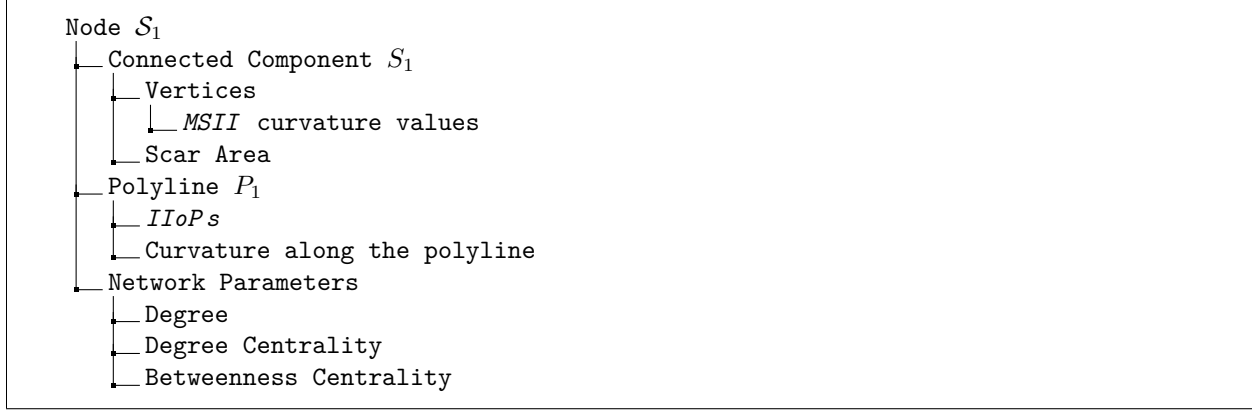 Node 𝒮₁
Connected Component S₁
Vertices
MSII curvature values
Scar Area
Polyline P₁
IIoPs
Curvature along the polyline
Network Parameters
Degree
Degree Centrality
Betweenness Centrality